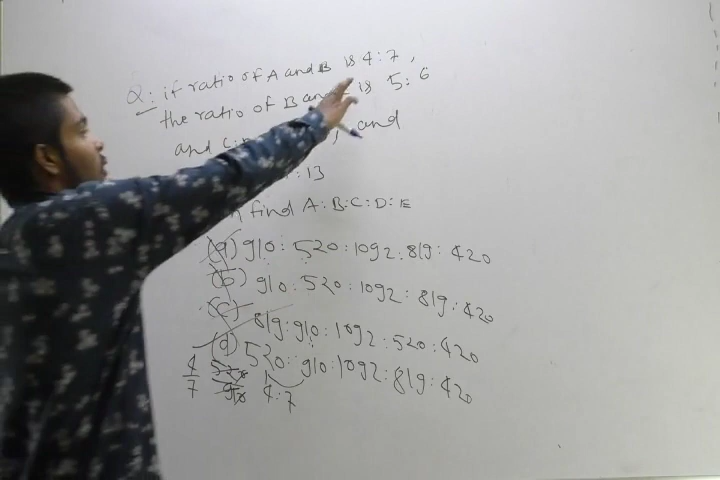 Q: if ratio of A and B is 4:7,
the ratio of B and is 5:6
and C: , and
: 13
find A:B:C:D:E
(a) 910:520:1092:819:420
(b) 910:520:1092:819:420
(c) 819:910:1092:520:420
(d) 520:910:1092:819:420
4
7
4:7